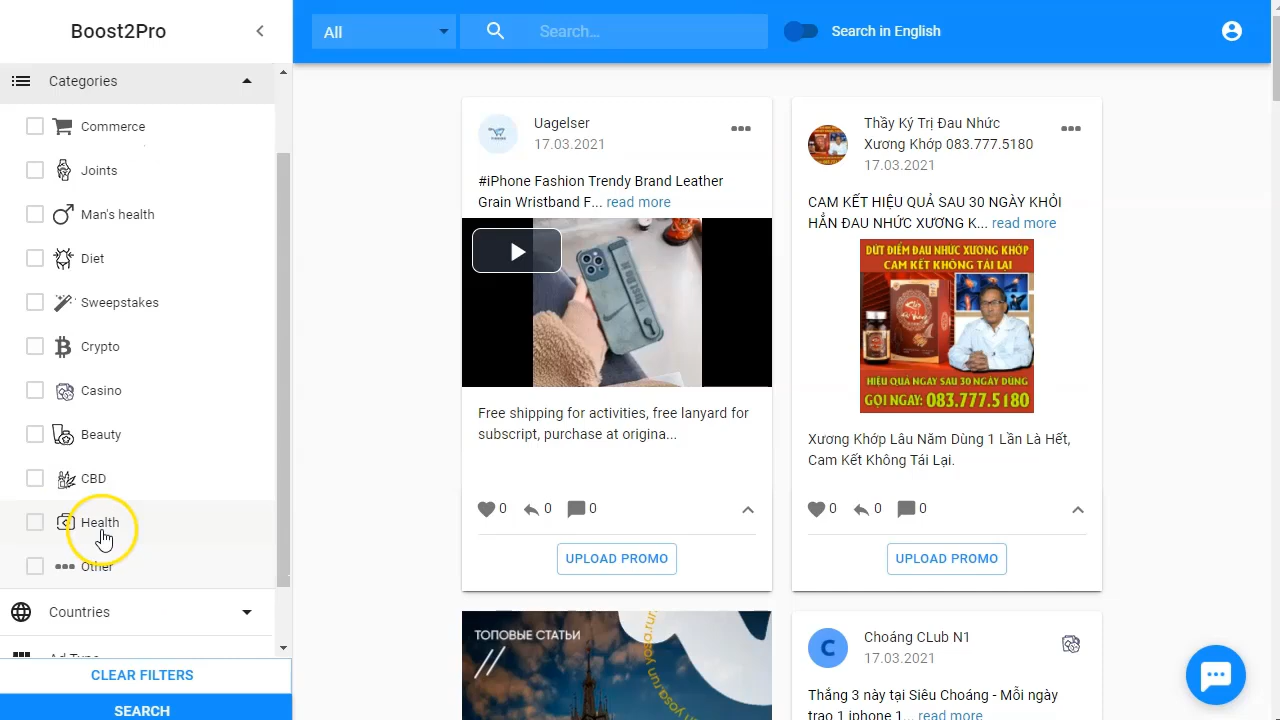 Boost2Pro
All
Search...
Search in English
Categories
Commerce
Joints
Man's health
Diet
Sweepstakes
Crypto
Casino
Beauty
CBD
Health
Other
Countries
Ad Type
CLEAR FILTERS
SEARCH
Uagelser
17.03.2021
#iPhone Fashion Trendy Brand Leather
Grain Wristband F... read more
Free shipping for activities, free lanyard for
subscript, purchase at origina...
0 0 0
UPLOAD PROMO
Thầy Ký Trị Đau Nhức
Xương Khớp 083.777.5180
17.03.2021
CAM KẾT HIỆU QUẢ SAU 30 NGÀY KHỎI
HẲN ĐAU NHỨC XƯƠNG K... read more
DỨT ĐIỂM ĐAU NHỨC XƯƠNG KHỚP
CAM KẾT KHÔNG TÁI LẠI
HIỆU QUẢ NGAY SAU 30 NGÀY DÙNG
GỌI NGAY: 083.777.5180
Xương Khớp Lâu Năm Dùng 1 Lần Là Hết,
Cam Kết Không Tái Lại.
0 0 0
UPLOAD PROMO
ТОПОВЫЕ СТАТЬИ
//
yosa.run
C
Choáng CLub N1
17.03.2021
Tháng 3 này tại Siêu Choáng - Mỗi ngày
trao 1 iphone 1... read more